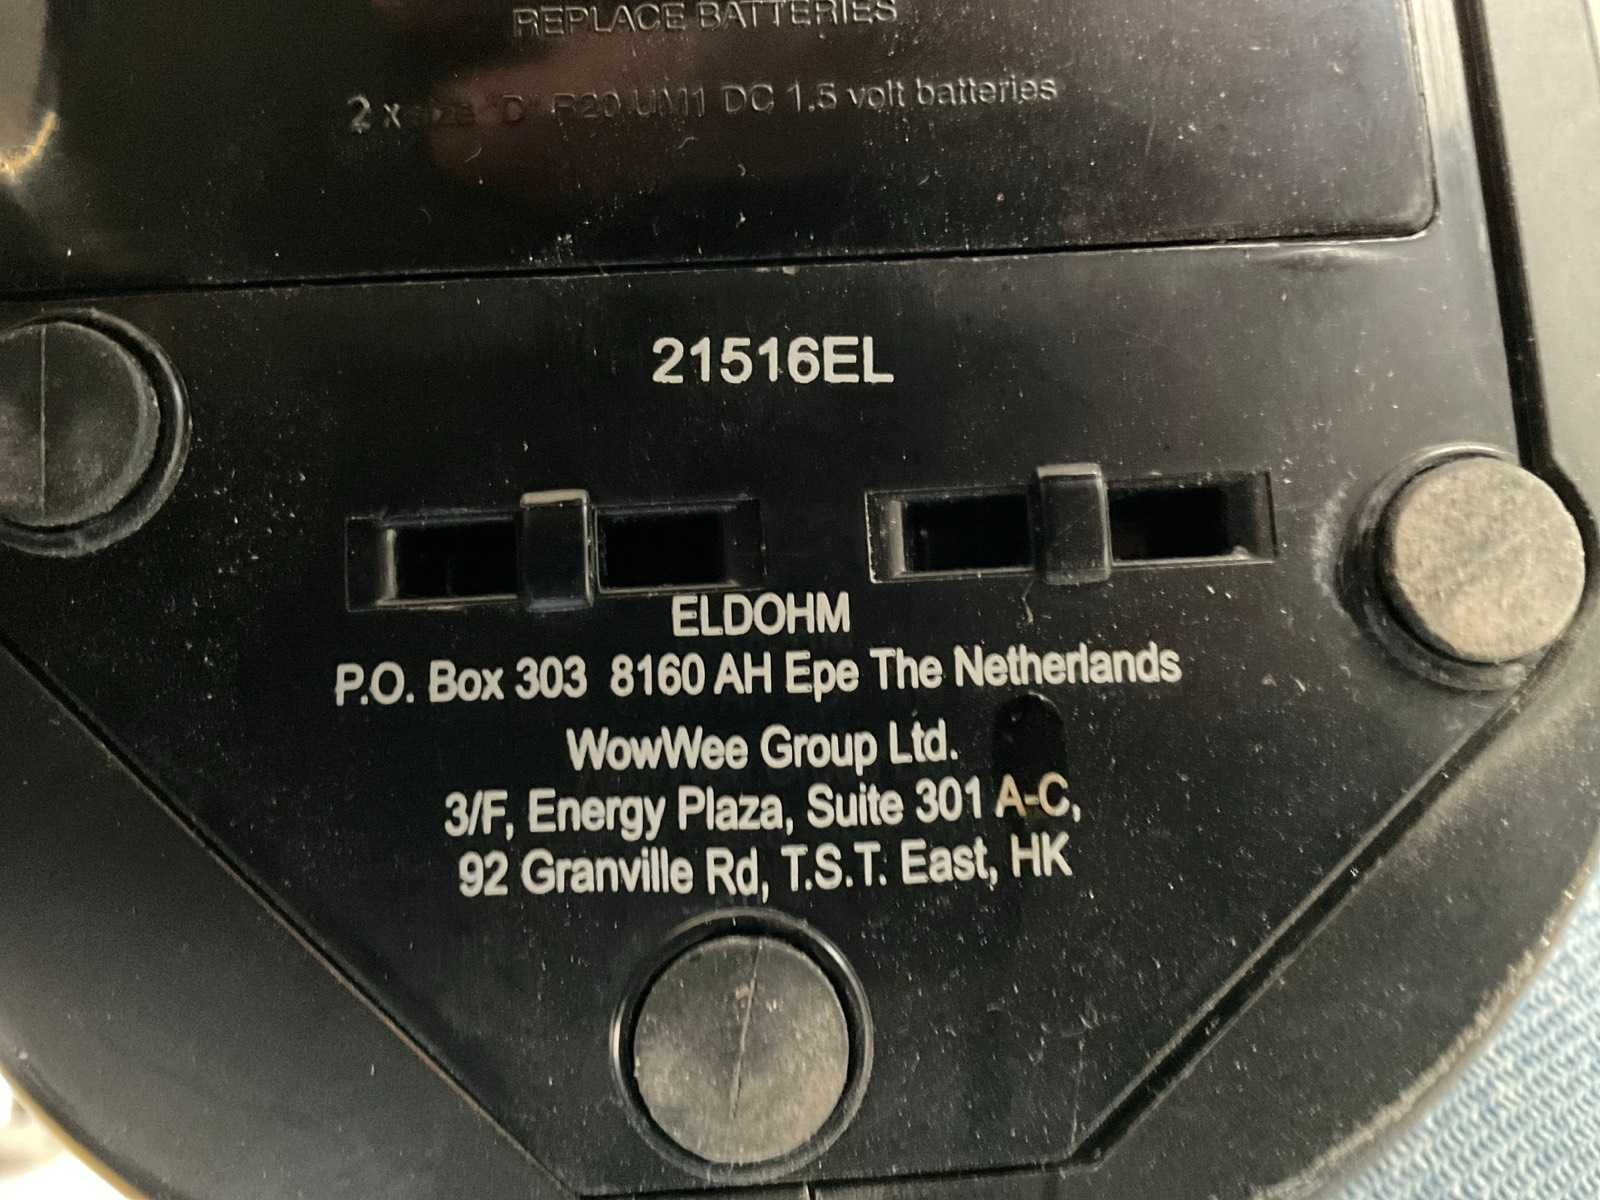 REPLACE BATTERIES
2 x size "D" R20 UM1 DC 1.5 volt batteries
21516EL
ELDOHM
P.O. Box 303 8160 AH Epe The Netherlands
WowWee Group Ltd.
3/F, Energy Plaza, Suite 301 A-C,
92 Granville Rd, T.S.T. East, HK